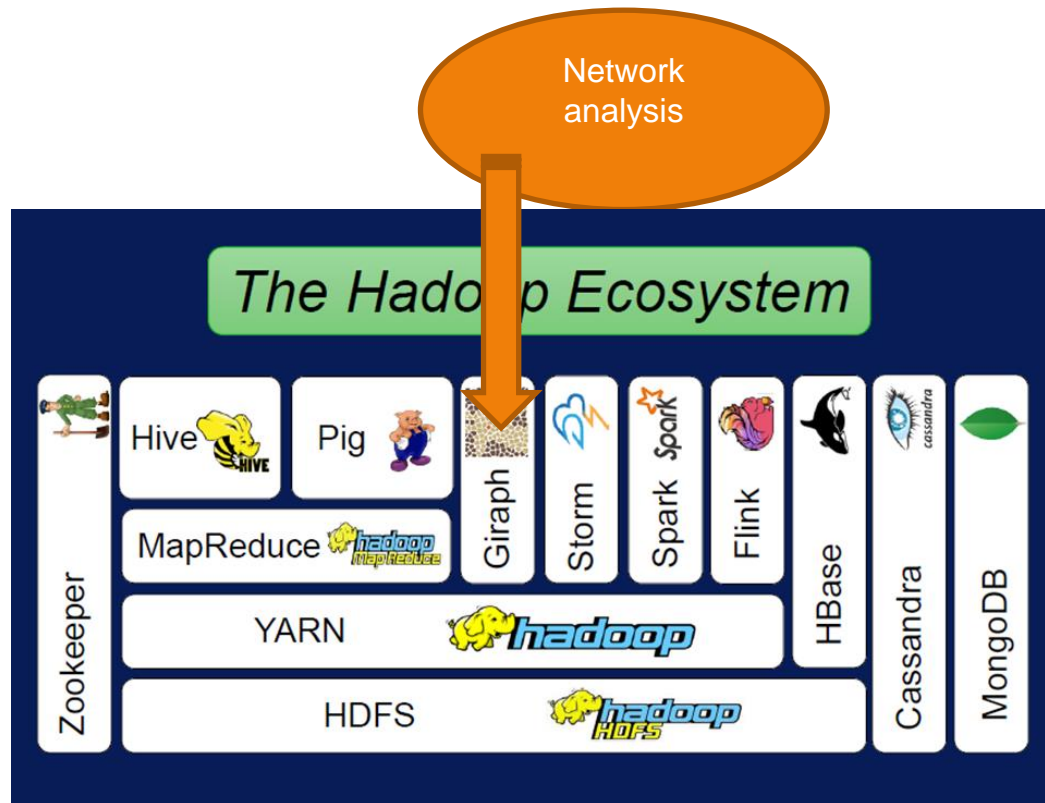 Network
analysis
The Hadoop Ecosystem
Zookeeper
Hive
HIVE
Pig
MapReduce
hadoop
Map Reduce
Giraph
Storm
Spark
Spark
Flink
HBase
cassandra
Cassandra
MongoDB
YARN
hadoop
HDFS
hadoop
HDFS